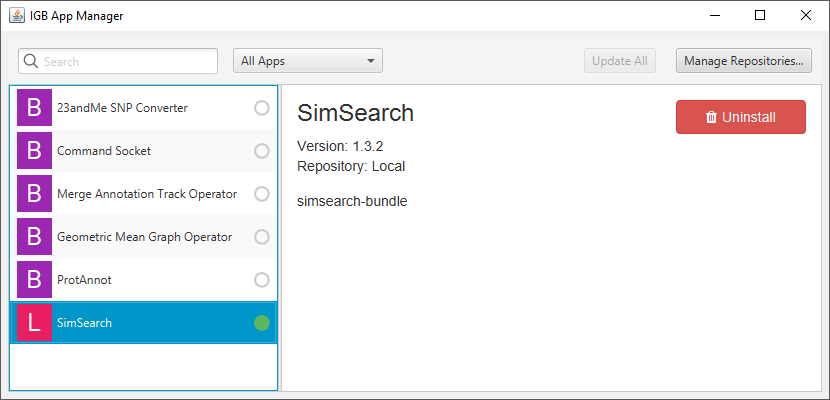 IGB App Manager
Search
All Apps
Update All
Manage Repositories...
B 23andMe SNP Converter
B Command Socket
B Merge Annotation Track Operator
B Geometric Mean Graph Operator
B ProtAnnot
L SimSearch
SimSearch
Uninstall
Version: 1.3.2
Repository: Local
simsearch-bundle